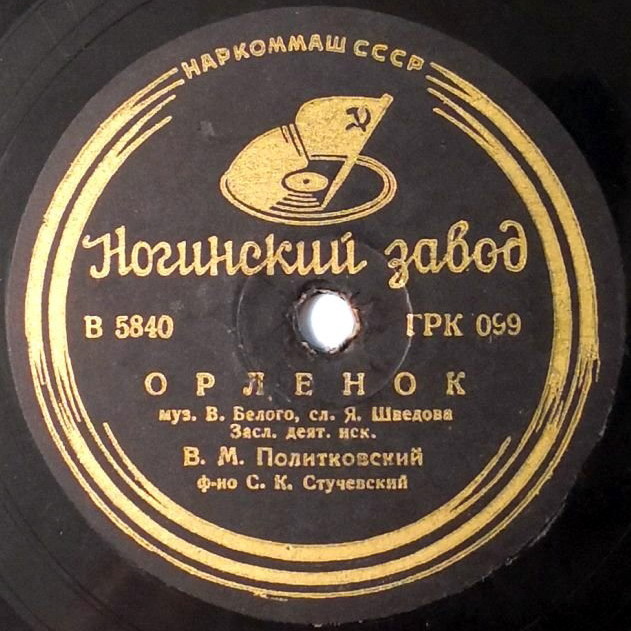 НАРКОММАШ СССР
Ногинский завод
В 5840 ГРК 099
ОРЛЕНОК
муз. В. Белого, сл. Я. Шведова
Засл. деят. иск.
В. М. Политковский
ф-но С. К. Стучевский